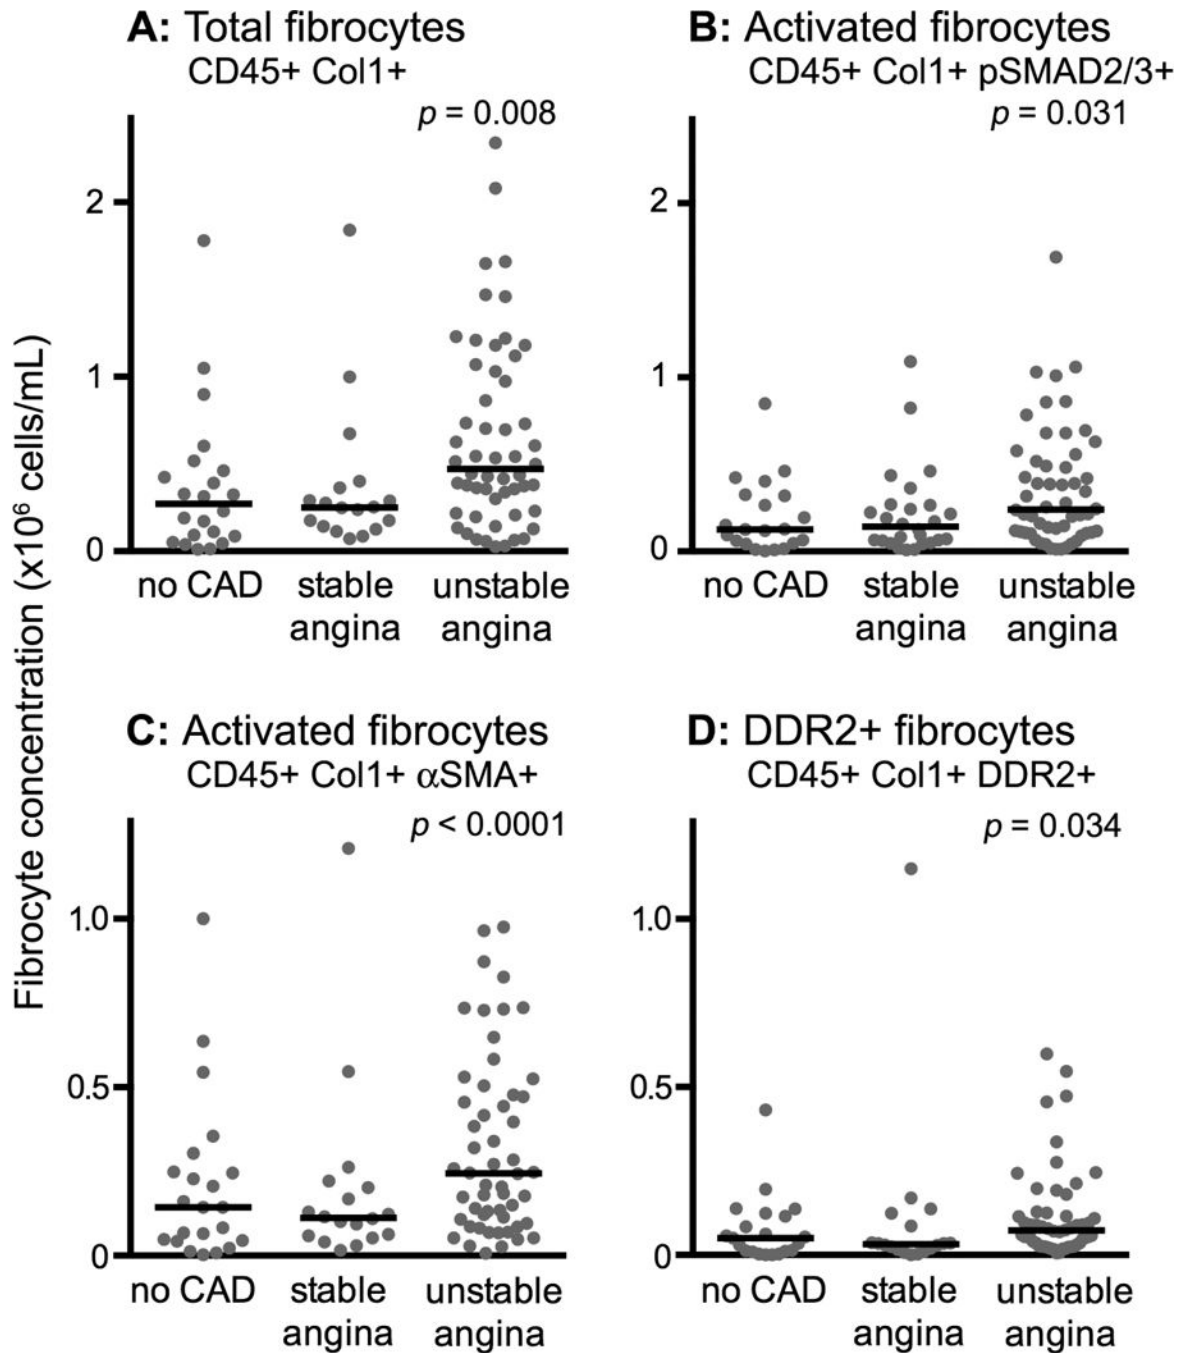 A: Total fibrocytes
CD45+ Col1+
p = 0.008
2
1
0
no CAD
stable angina
unstable angina
B: Activated fibrocytes
CD45+ Col1+ pSMAD2/3+
p = 0.031
2
1
0
no CAD
stable angina
unstable angina
Fibrocyte concentration (x10⁶ cells/mL)
C: Activated fibrocytes
CD45+ Col1+ αSMA+
p < 0.0001
1.0
0.5
0
no CAD
stable angina
unstable angina
D: DDR2+ fibrocytes
CD45+ Col1+ DDR2+
p = 0.034
1.0
0.5
0
no CAD
stable angina
unstable angina